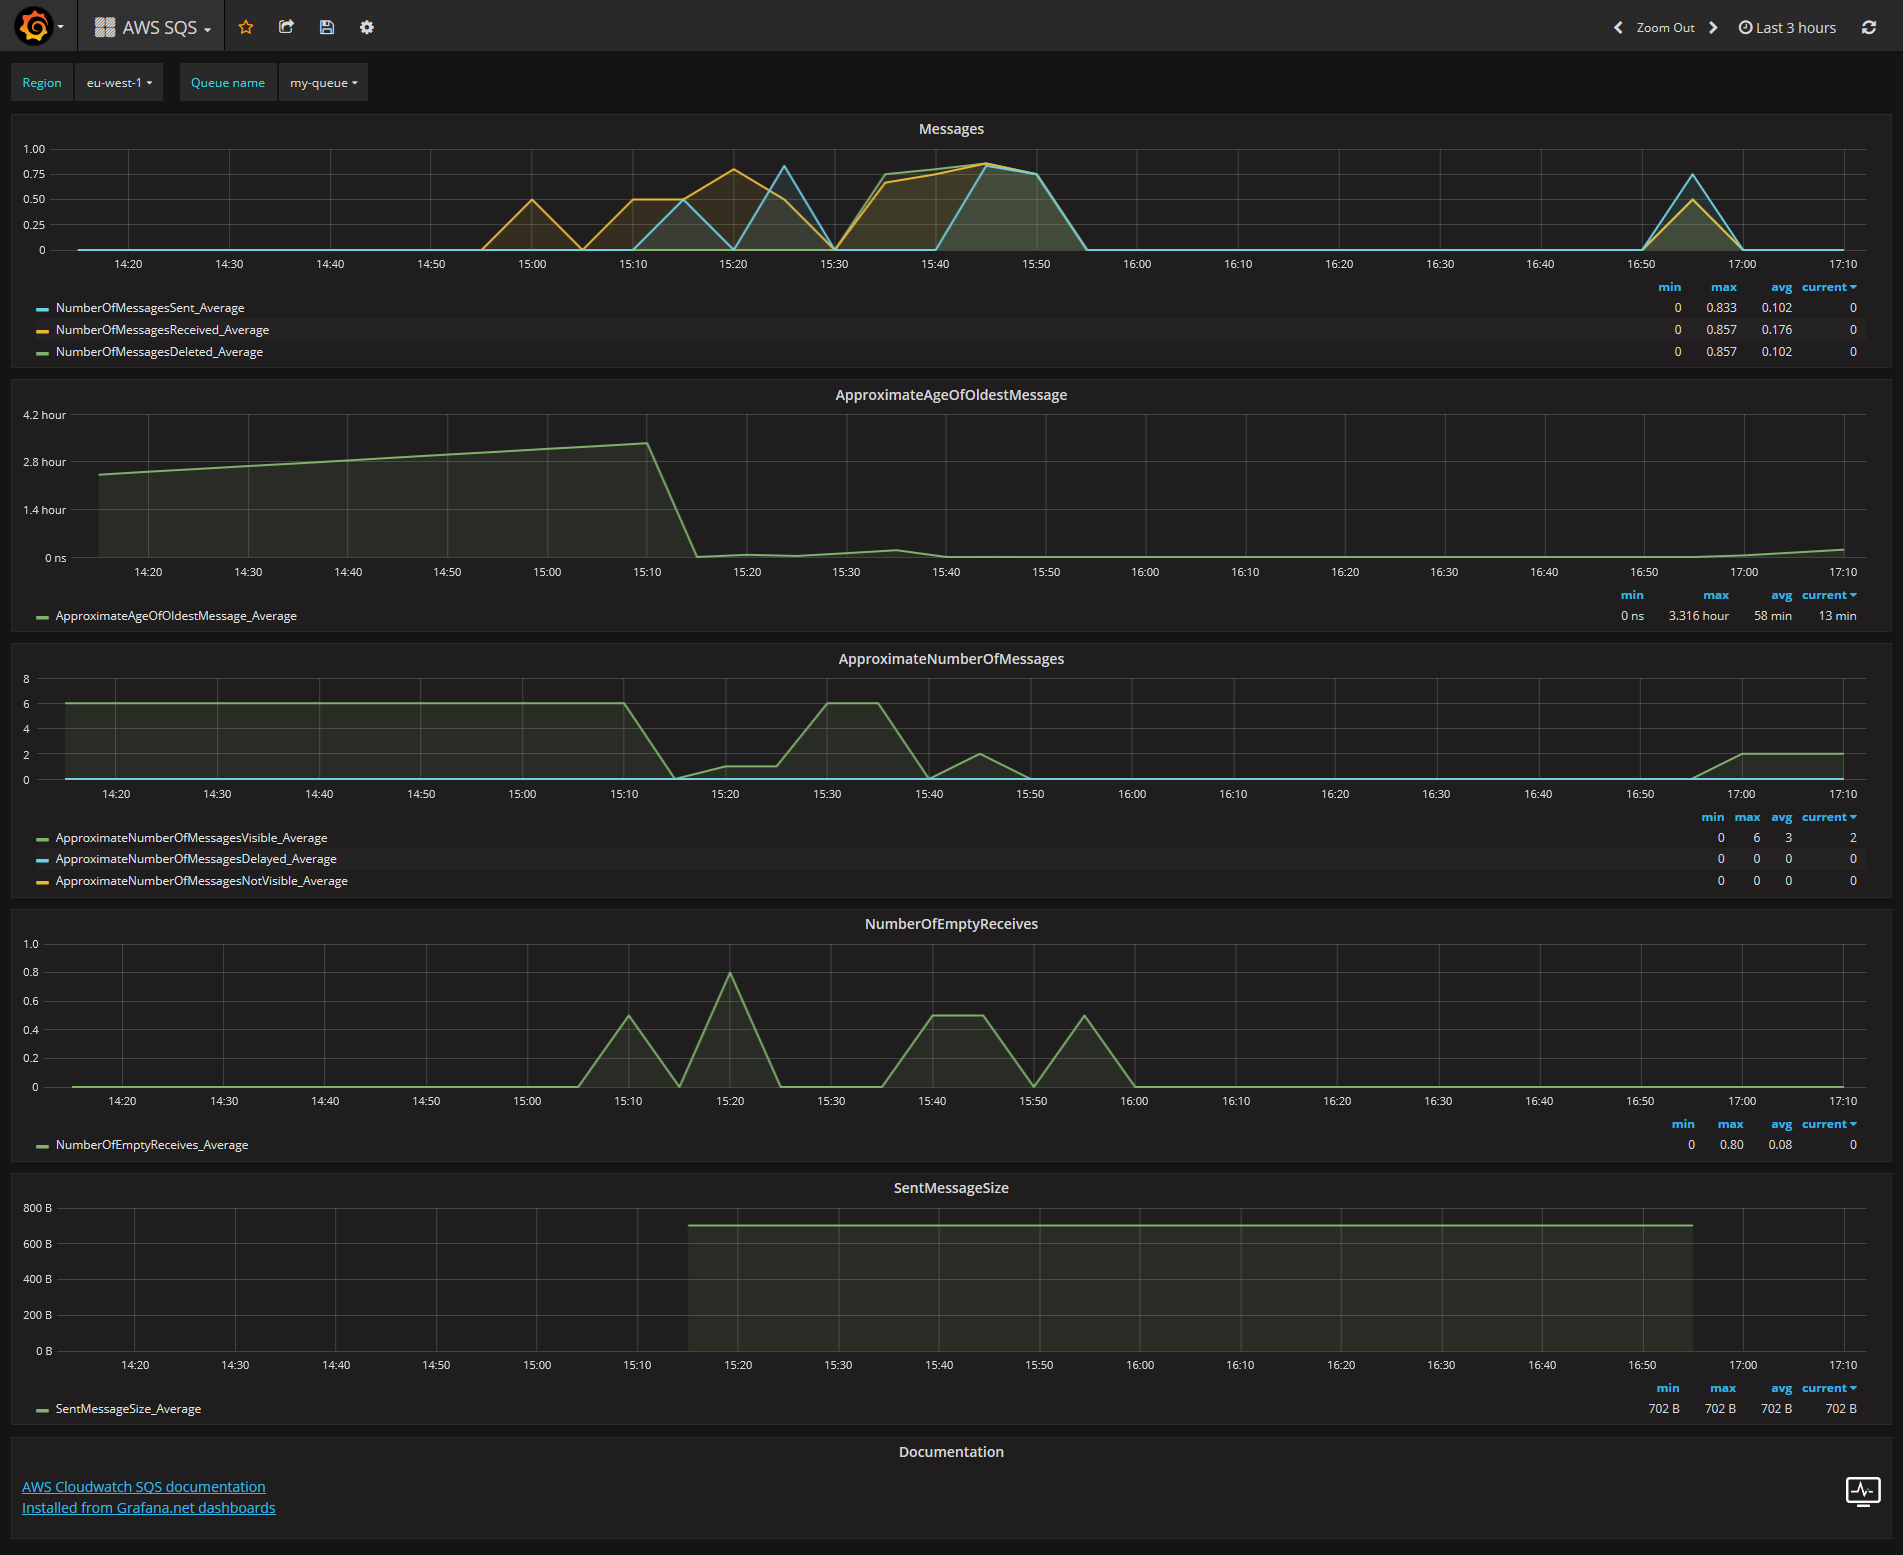 AWS SQS
Zoom Out
Last 3 hours
Region eu-west-1 Queue name my-queue
Messages
1.00
0.75
0.50
0.25
0
14:20 14:30 14:40 14:50 15:00 15:10 15:20 15:30 15:40 15:50 16:00 16:10 16:20 16:30 16:40 16:50 17:00 17:10
min max avg current
NumberOfMessagesSent_Average 0 0.833 0.102 0
NumberOfMessagesReceived_Average 0 0.857 0.176 0
NumberOfMessagesDeleted_Average 0 0.857 0.102 0
ApproximateAgeOfOldestMessage
4.2 hour
2.8 hour
1.4 hour
0 ns
14:20 14:30 14:40 14:50 15:00 15:10 15:20 15:30 15:40 15:50 16:00 16:10 16:20 16:30 16:40 16:50 17:00 17:10
min max avg current
ApproximateAgeOfOldestMessage_Average 0 ns 3.316 hour 58 min 13 min
ApproximateNumberOfMessages
8
6
4
2
0
14:20 14:30 14:40 14:50 15:00 15:10 15:20 15:30 15:40 15:50 16:00 16:10 16:20 16:30 16:40 16:50 17:00 17:10
min max avg current
ApproximateNumberOfMessagesVisible_Average 0 6 3 2
ApproximateNumberOfMessagesDelayed_Average 0 0 0 0
ApproximateNumberOfMessagesNotVisible_Average 0 0 0 0
NumberOfEmptyReceives
1.0
0.8
0.6
0.4
0.2
0
14:20 14:30 14:40 14:50 15:00 15:10 15:20 15:30 15:40 15:50 16:00 16:10 16:20 16:30 16:40 16:50 17:00 17:10
min max avg current
NumberOfEmptyReceives_Average 0 0.80 0.08 0
SentMessageSize
800 B
600 B
400 B
200 B
0 B
14:20 14:30 14:40 14:50 15:00 15:10 15:20 15:30 15:40 15:50 16:00 16:10 16:20 16:30 16:40 16:50 17:00 17:10
min max avg current
SentMessageSize_Average 702 B 702 B 702 B 702 B
Documentation
AWS Cloudwatch SQS documentation
Installed from Grafana.net dashboards